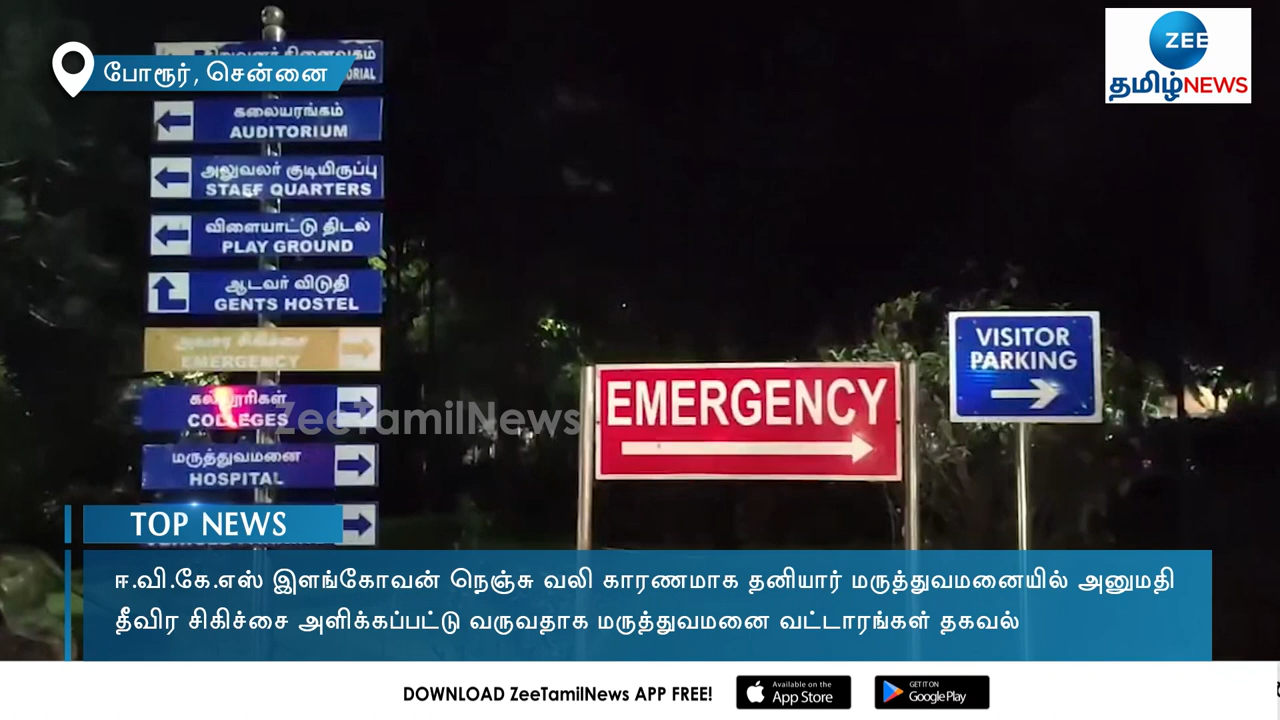 போரூர், சென்னை
ZEE
தமிழ்NEWS
கலையரங்கம்
AUDITORIUM
அலுவலர் குடியிருப்பு
STAFF QUARTERS
விளையாட்டு திடல்
PLAY GROUND
ஆடவர் விடுதி
GENTS HOSTEL
அவசர சிகிச்சை
EMERGENCY
கல்லூரிகள்
COLLEGES
மருத்துவமனை
HOSPITAL
EMERGENCY
VISITOR
PARKING
ZeeTamilNews
TOP NEWS
ஈ.வி.கே.எஸ் இளங்கோவன் நெஞ்சு வலி காரணமாக தனியார் மருத்துவமனையில் அனுமதி
தீவிர சிகிச்சை அளிக்கப்பட்டு வருவதாக மருத்துவமனை வட்டாரங்கள் தகவல்
DOWNLOAD ZeeTamilNews APP FREE!
Available on the
App Store
GET IT ON
Google Play